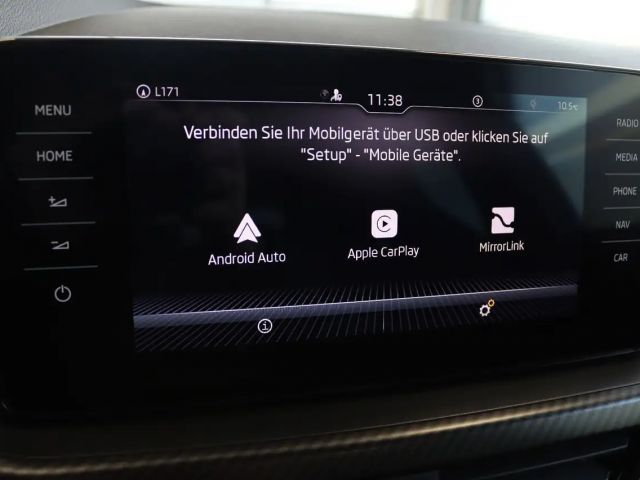 L171
11:38
3
10.5°C
MENU
HOME
RADIO
MEDIA
PHONE
NAV
CAR
Verbinden Sie Ihr Mobilgerät über USB oder klicken Sie auf
"Setup" - "Mobile Geräte".
Android Auto
Apple CarPlay
MirrorLink